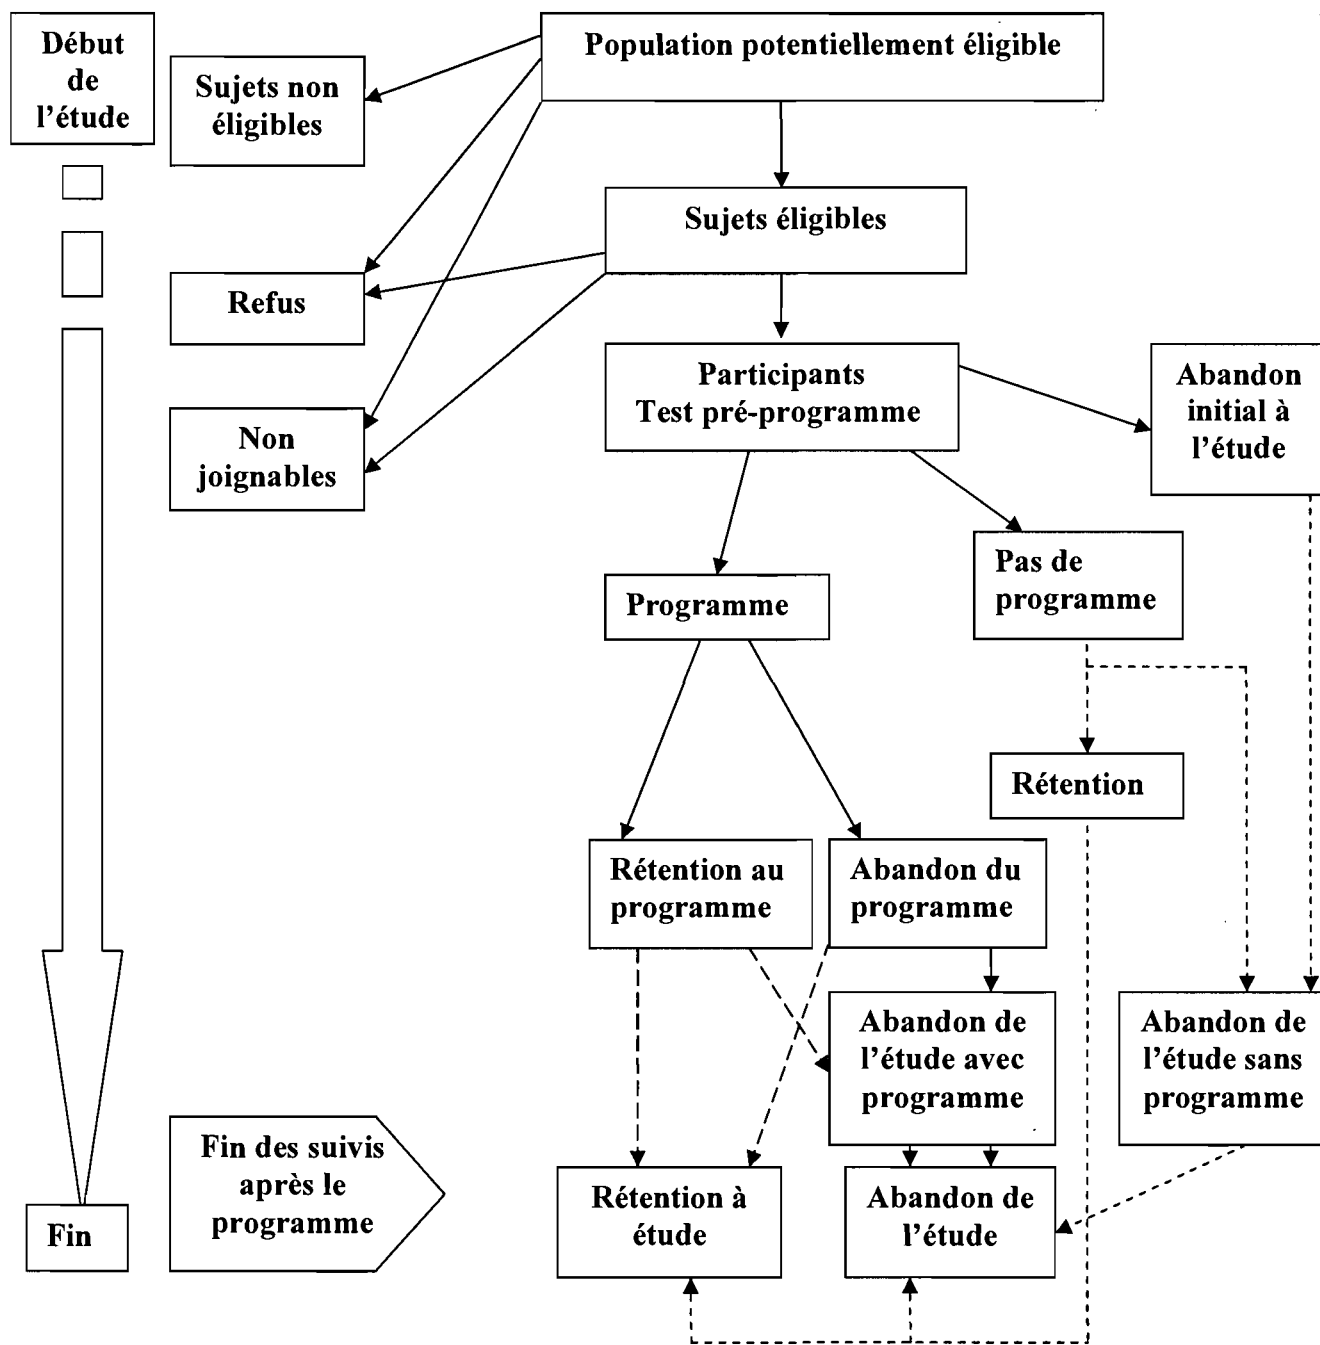 Début
de
l'étude
Population potentiellement éligible
Sujets non
éligibles
Sujets éligibles
Refus
Participants
Test pré-programme
Abandon
initial à
l'étude
Non
joignables
Pas de
programme
Programme
Rétention
Rétention au
programme
Abandon du
programme
Abandon de
l'étude avec
programme
Abandon de
l'étude sans
programme
Fin des suivis
après le
programme
Rétention à
étude
Abandon de
l'étude
Fin